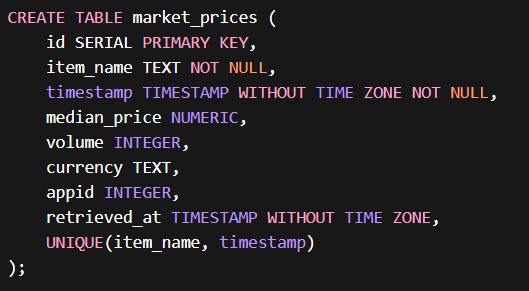 CREATE TABLE market_prices (
    id SERIAL PRIMARY KEY,
    item_name TEXT NOT NULL,
    timestamp TIMESTAMP WITHOUT TIME ZONE NOT NULL,
    median_price NUMERIC,
    volume INTEGER,
    currency TEXT,
    appid INTEGER,
    retrieved_at TIMESTAMP WITHOUT TIME ZONE,
    UNIQUE(item_name, timestamp)
);